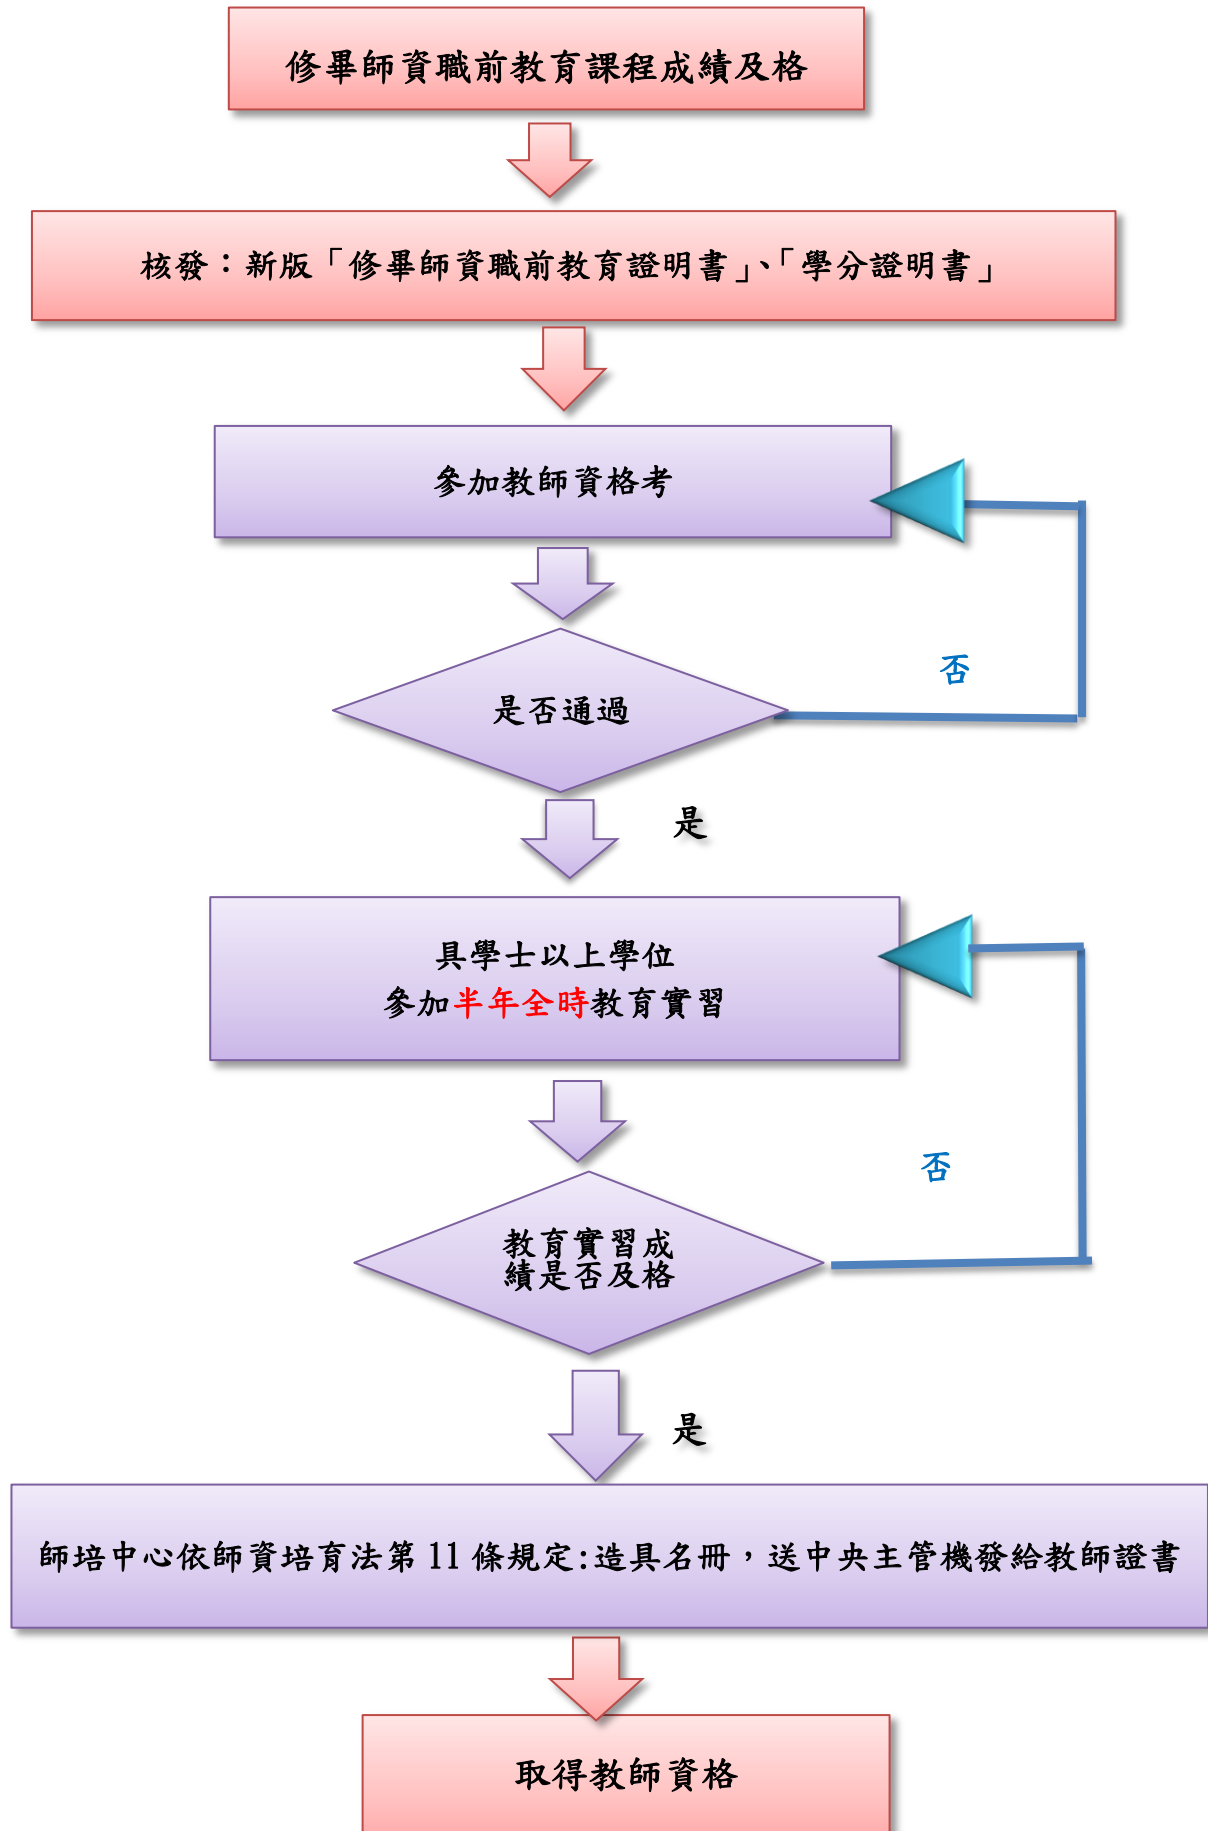 修畢師資職前教育課程成績及格
核發：新版「修畢師資職前教育證明書」、「學分證明書」
參加教師資格考
是否通過
否
是
具學士以上學位
參加半年全時教育實習
否
教育實習成
績是否及格
是
師培中心依師資培育法第 11 條規定:造具名冊，送中央主管機發給教師證書
取得教師資格